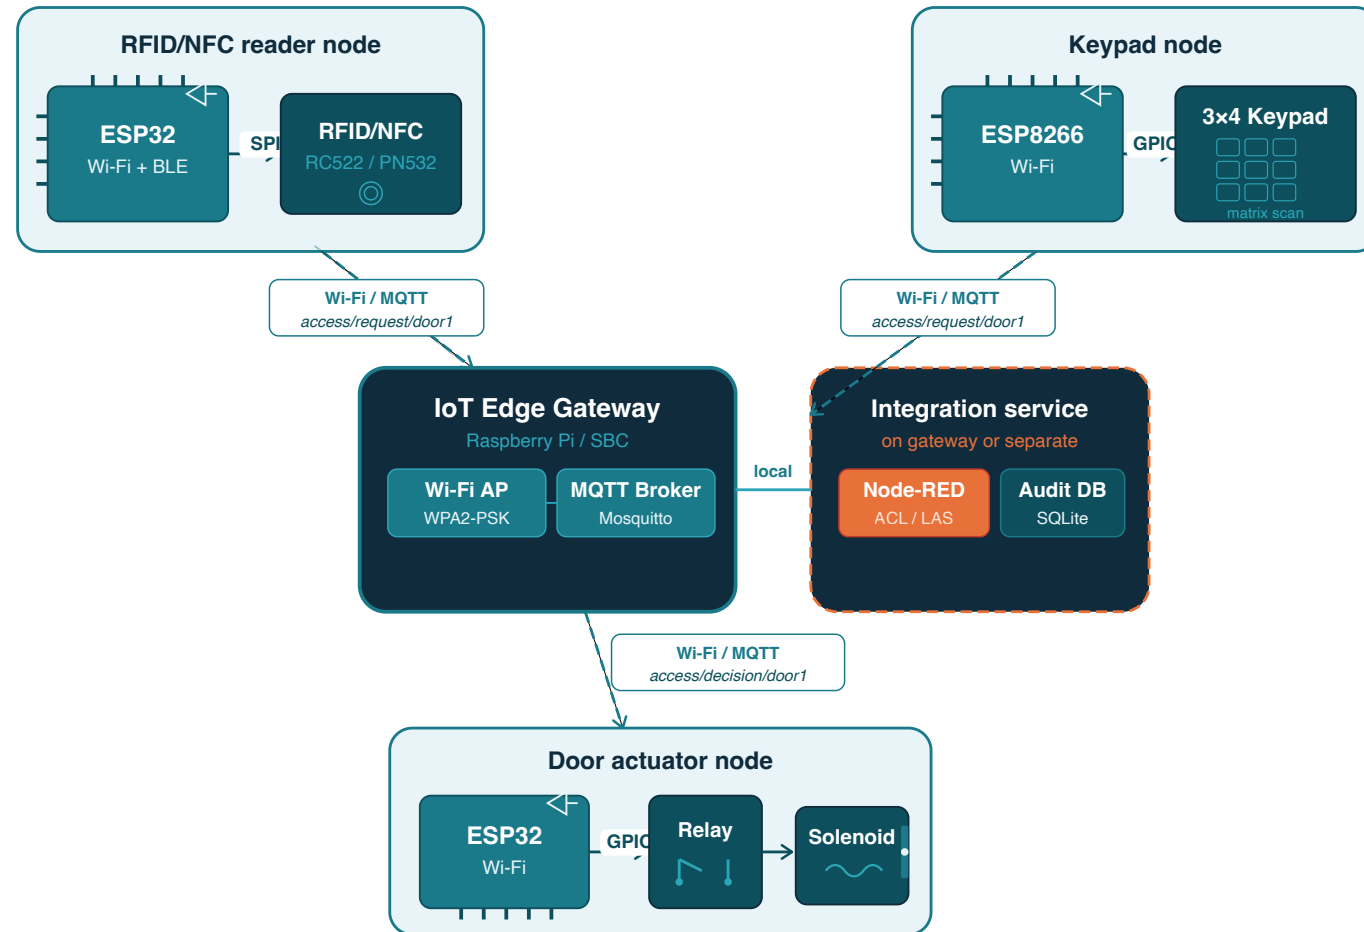 RFID/NFC reader node
ESP32
Wi-Fi + BLE
SPI
RFID/NFC
RC522 / PN532
Keypad node
ESP8266
Wi-Fi
GPIO
3×4 Keypad
matrix scan
Wi-Fi / MQTT
access/request/door1
Wi-Fi / MQTT
access/request/door1
IoT Edge Gateway
Raspberry Pi / SBC
Wi-Fi AP
WPA2-PSK
MQTT Broker
Mosquitto
local
Integration service
on gateway or separate
Node-RED
ACL / LAS
Audit DB
SQLite
Wi-Fi / MQTT
access/decision/door1
Door actuator node
ESP32
Wi-Fi
GPIO
Relay
Solenoid